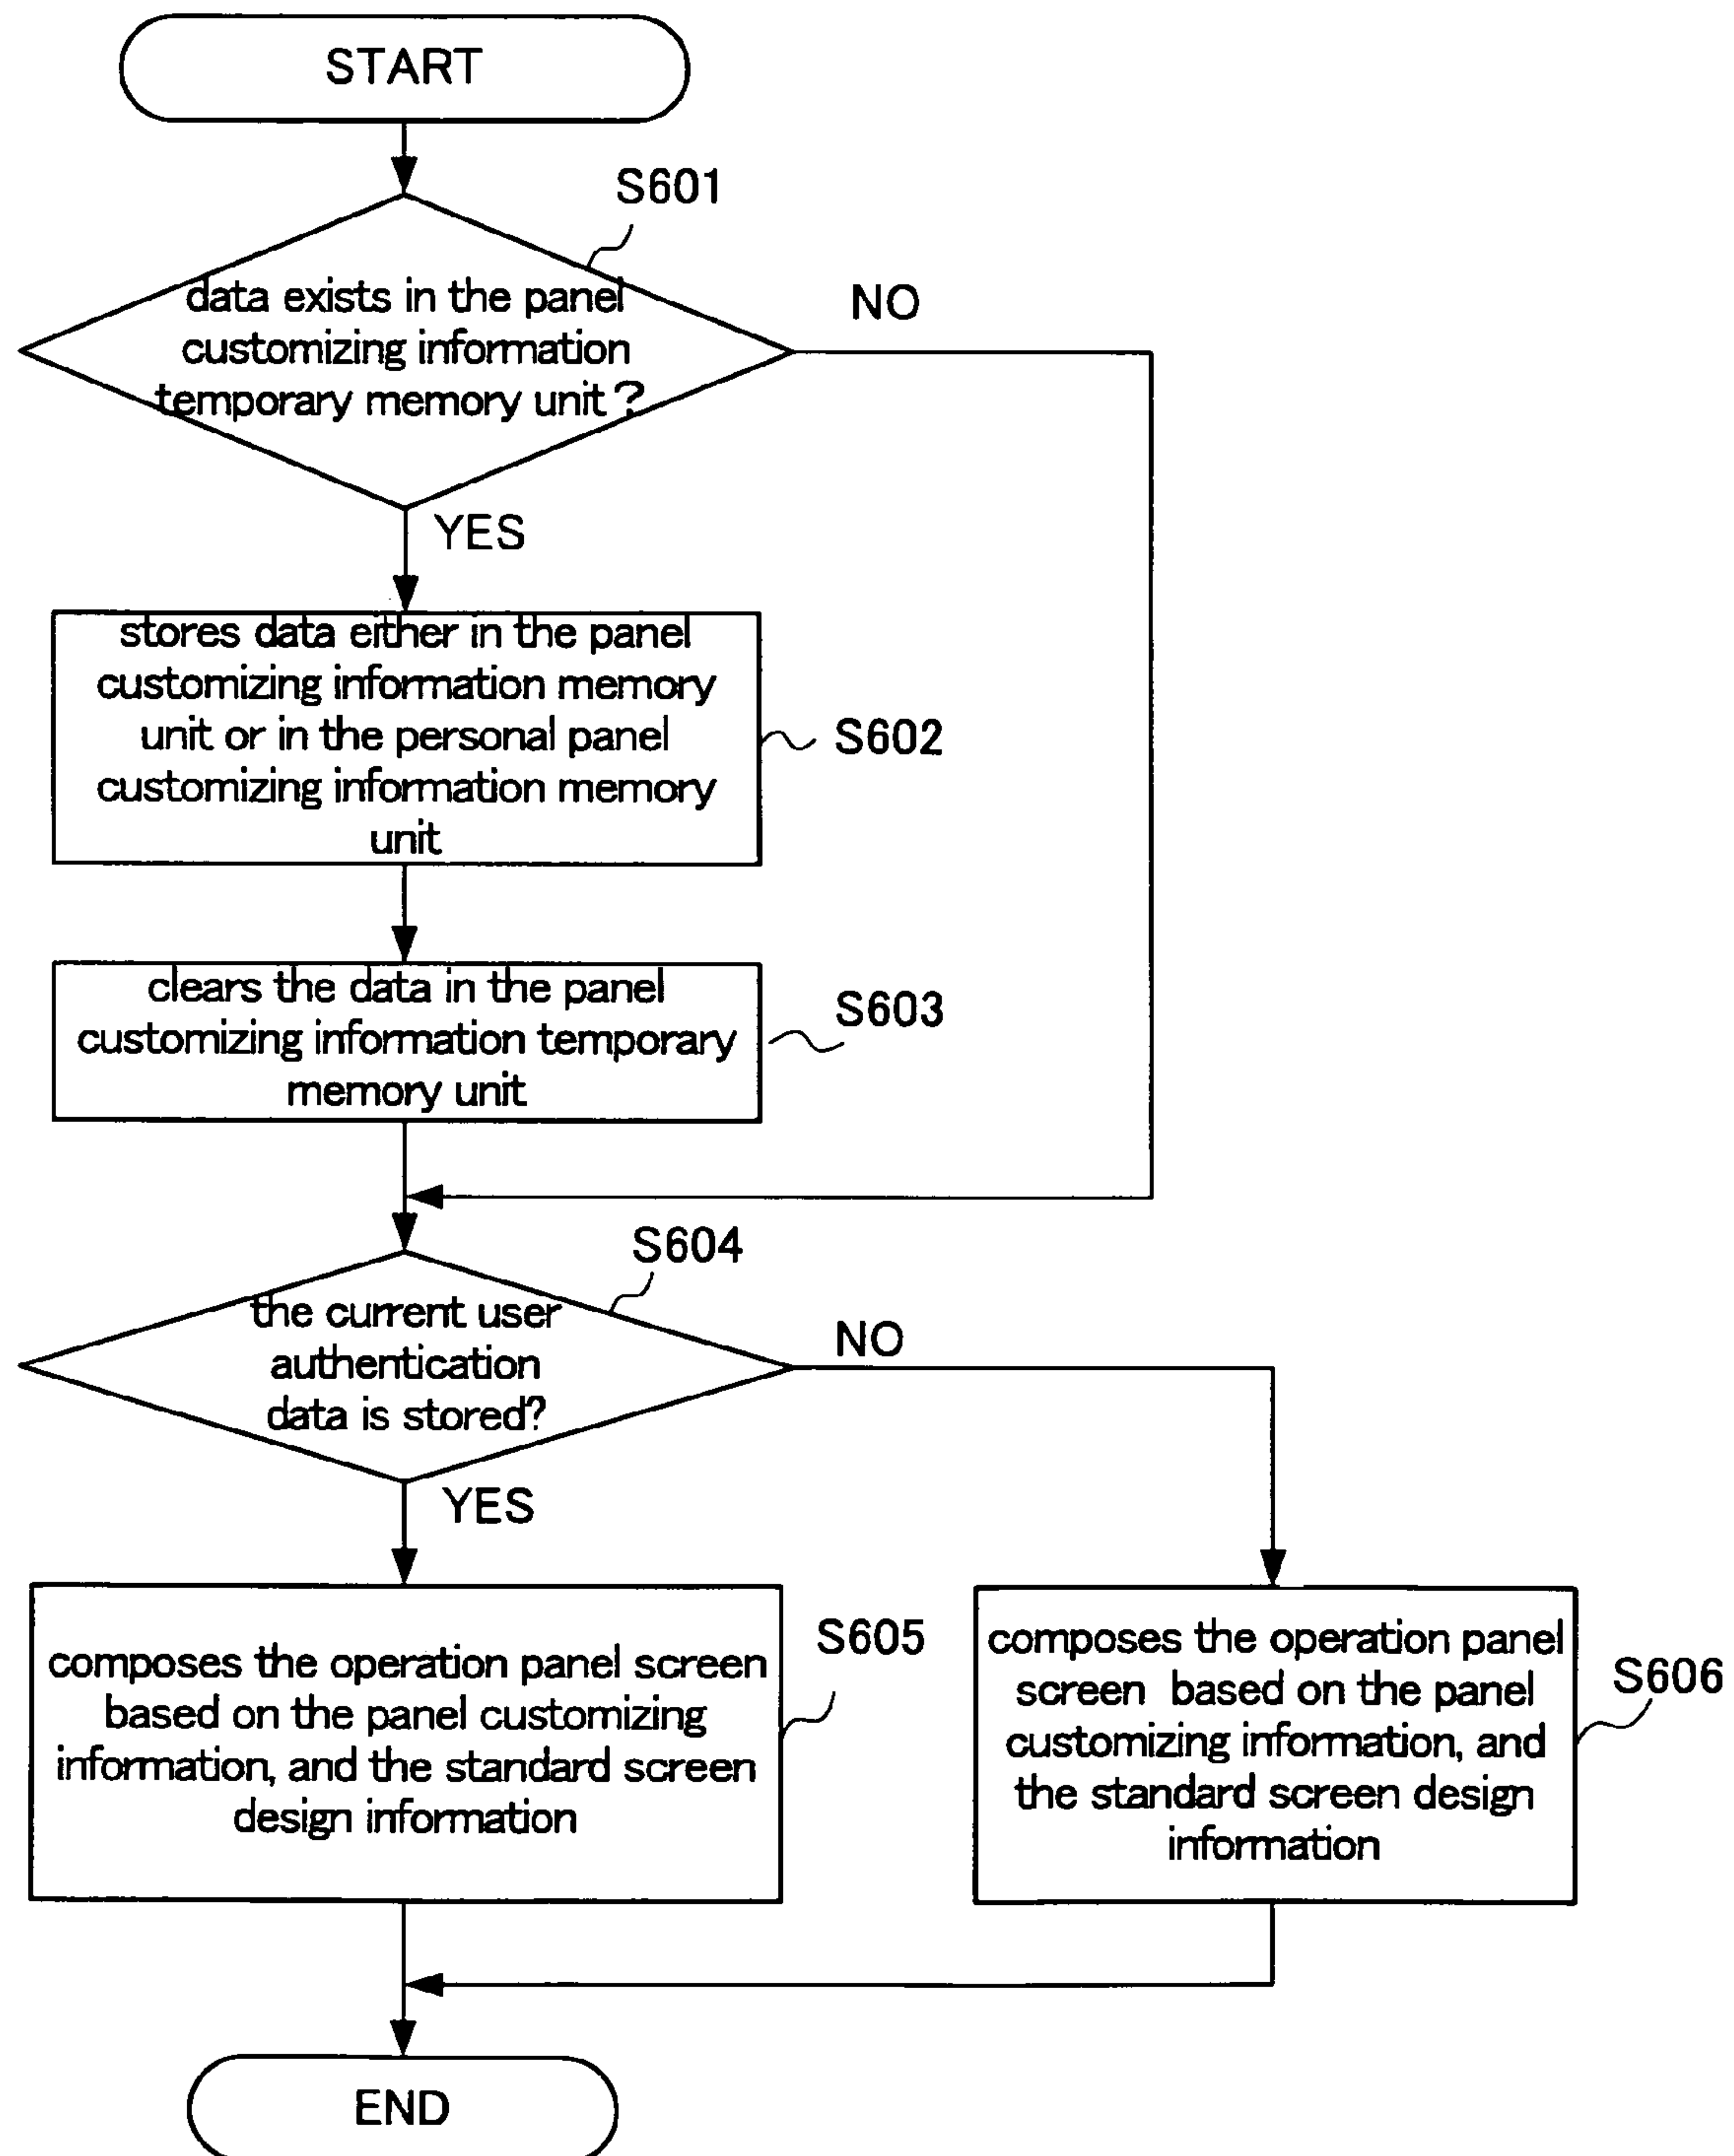 START
S601
data exists in the panel
customizing information
temporary memory unit?
NO
YES
stores data either in the panel
customizing information memory
unit or in the personal panel
customizing information memory
unit
S602
clears the data in the panel
customizing information temporary
memory unit
S603
S604
the current user
authentication
data is stored?
NO
YES
composes the operation panel screen
based on the panel customizing
information, and the standard screen
design information
S605
composes the operation panel
screen based on the panel
customizing information, and
the standard screen design
information
S606
END